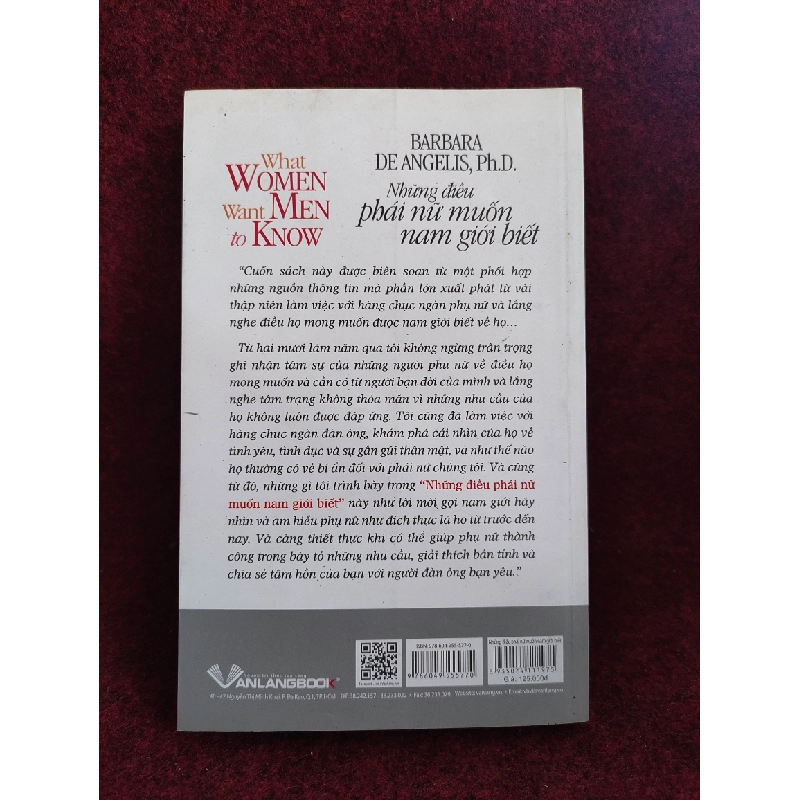 What
WOMEN
Want MEN
to KNOW
BARBARA
DE ANGELIS, Ph.D.
Những điều
phái nữ muốn
nam giới biết
“Cuốn sách này được biên soạn từ một phối hợp
những nguồn thông tin mà phần lớn xuất phát từ vài
thập niên làm việc với hàng chục ngàn phụ nữ và lắng
nghe điều họ mong muốn được nam giới biết về họ...
Từ hai mươi lăm năm qua tôi không ngừng trân trọng
ghi nhận tâm sự của những người phụ nữ về điều họ
mong muốn và cần có từ người bạn đời của mình và lắng
nghe tâm trạng không thỏa mãn vì những nhu cầu của
họ không luôn được đáp ứng. Tôi cũng đã làm việc với
hàng chục ngàn đàn ông, khám phá cái nhìn của họ về
tình yêu, tình dục và sự gần gũi thân mật, và như thế nào
họ thường có vẻ bí ẩn đối với phái nữ chúng tôi. Và cũng
từ đó, những gì tôi trình bày trong “Những điều phái nữ
muốn nam giới biết” này như lời mời gọi nam giới hãy
nhìn và am hiểu phụ nữ như đích thực là họ từ trước đến
nay. Và càng thiết thực khi có thể giúp phụ nữ thành
công trong bày tỏ những nhu cầu, giải thích bản tính và
chia sẻ tâm hồn của bạn với người đàn ông bạn yêu.”
VANLANGBOOK
Giá: 125.000đ